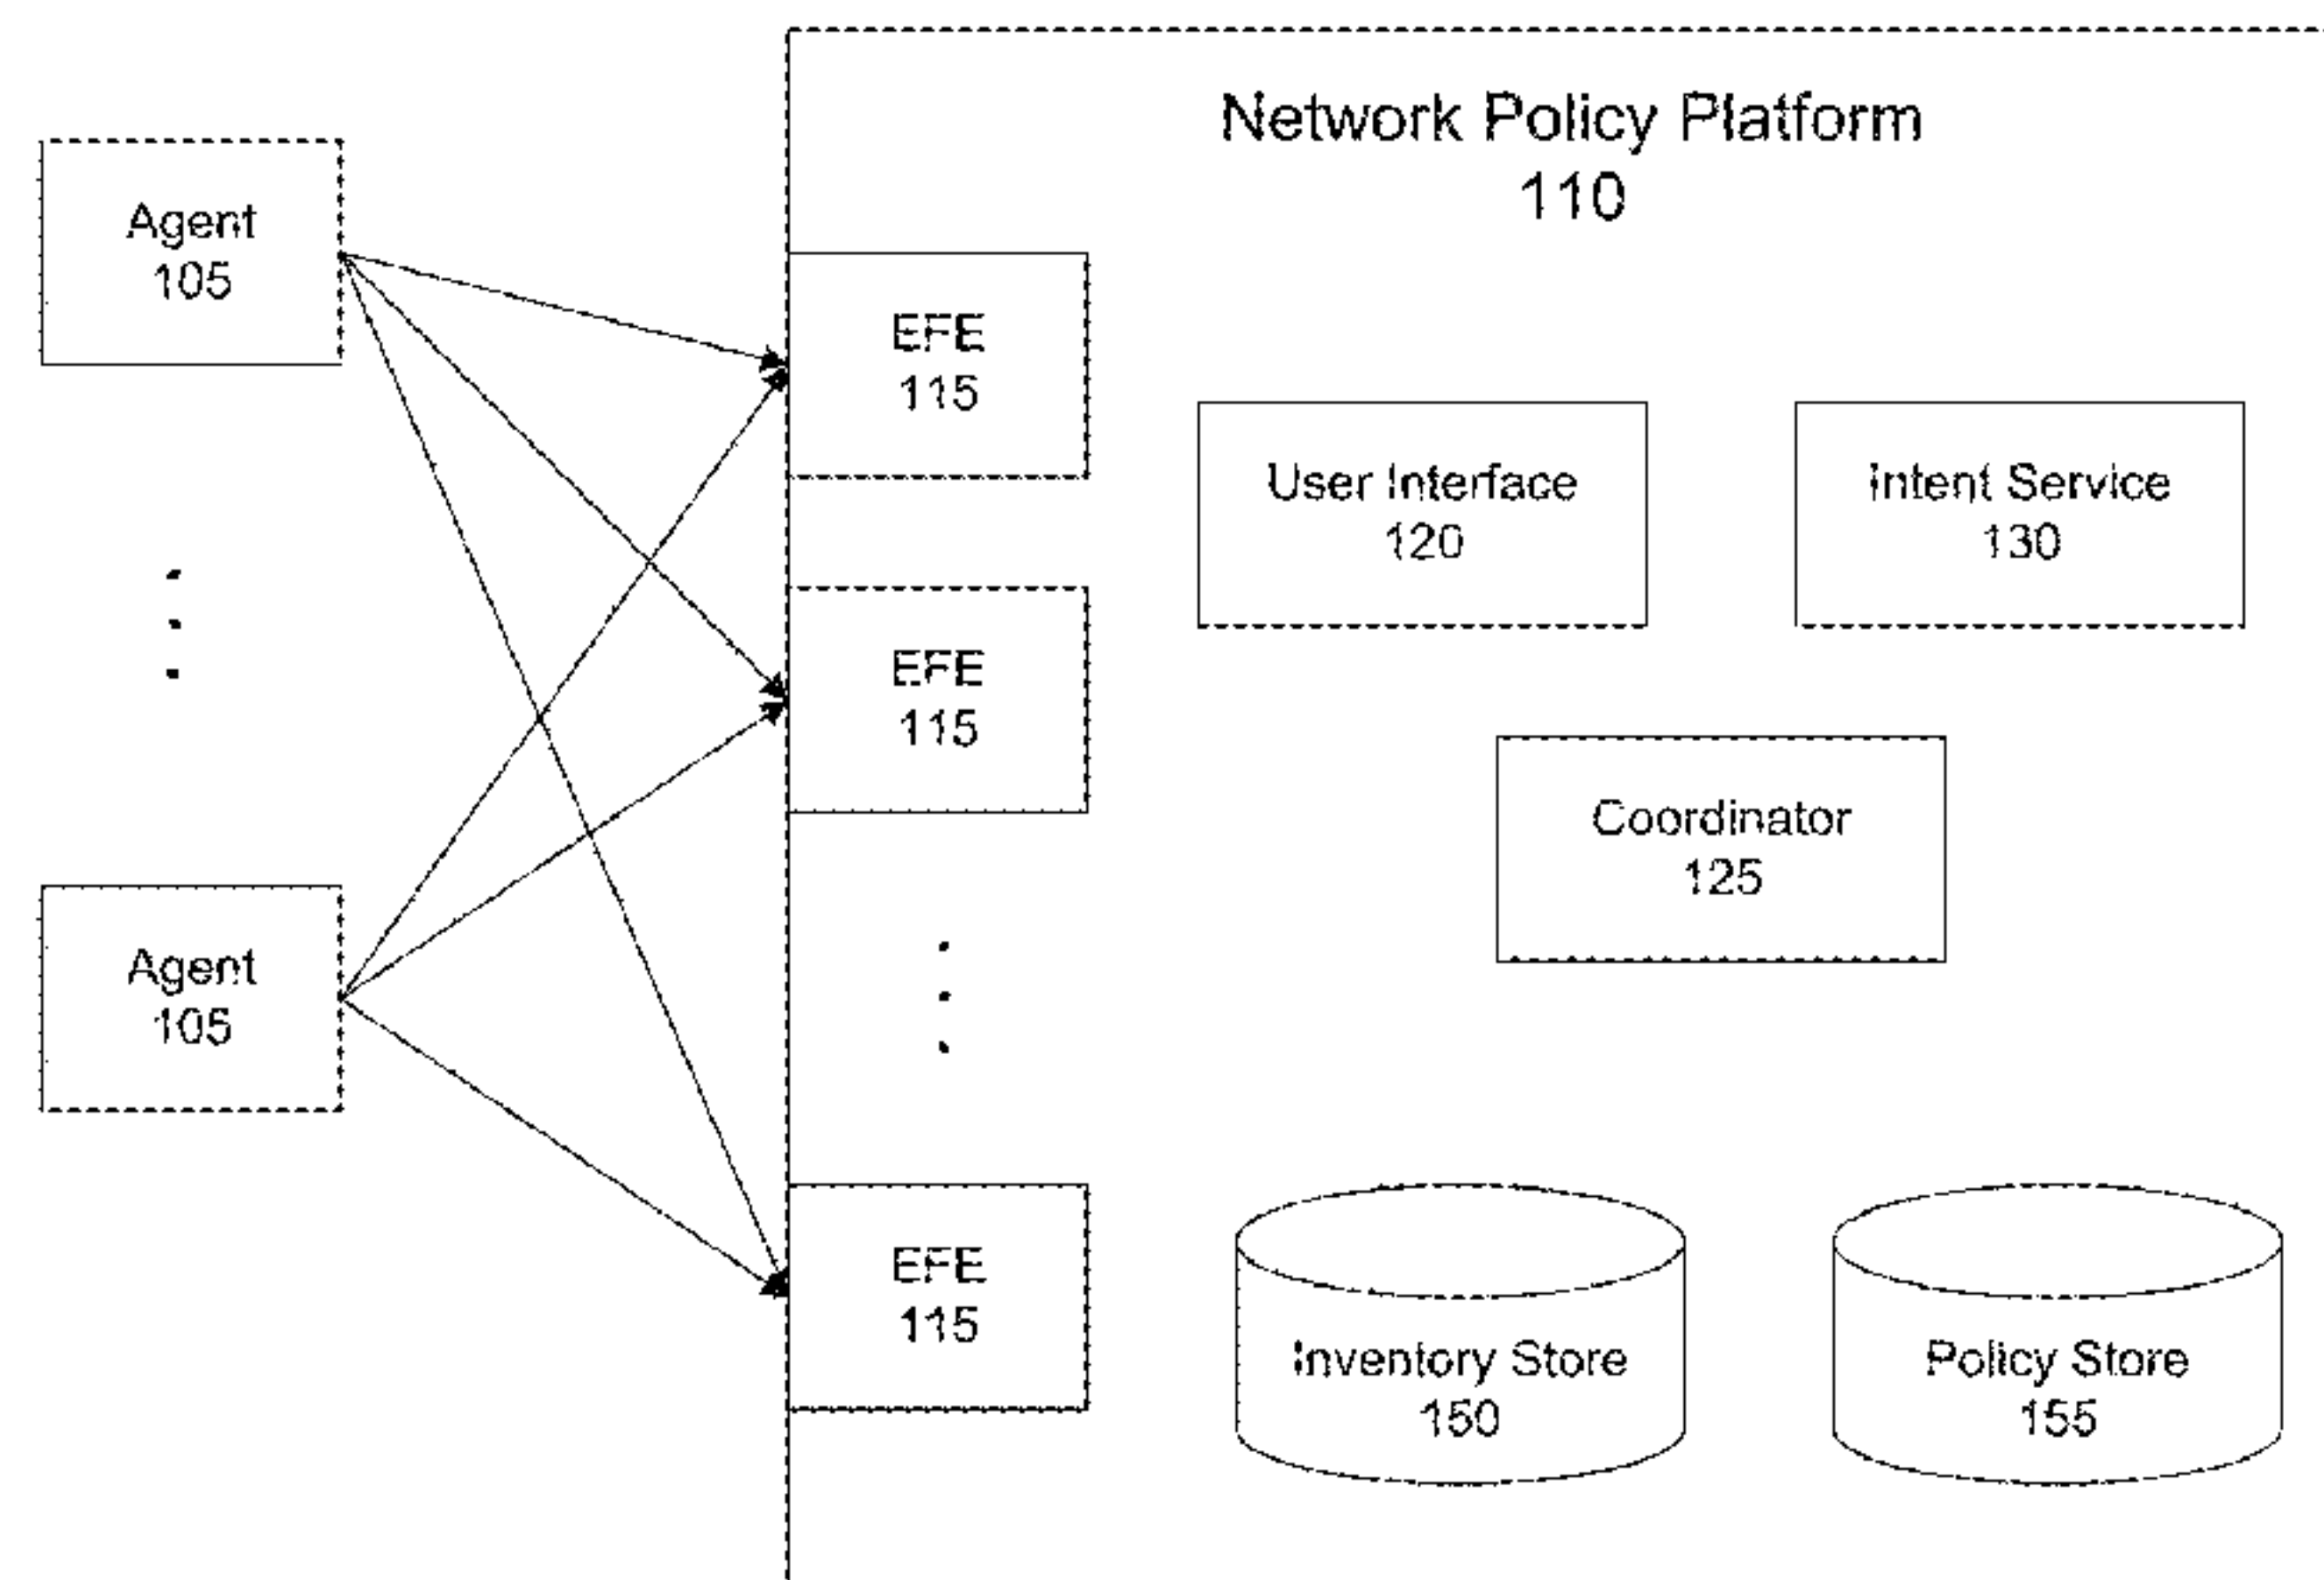 Network Policy Platform
110
Agent
105
EFE
115
User Interface
120
Intent Service
130
EFE
115
Coordinator
125
Agent
105
EFE
115
Inventory Store
150
Policy Store
155